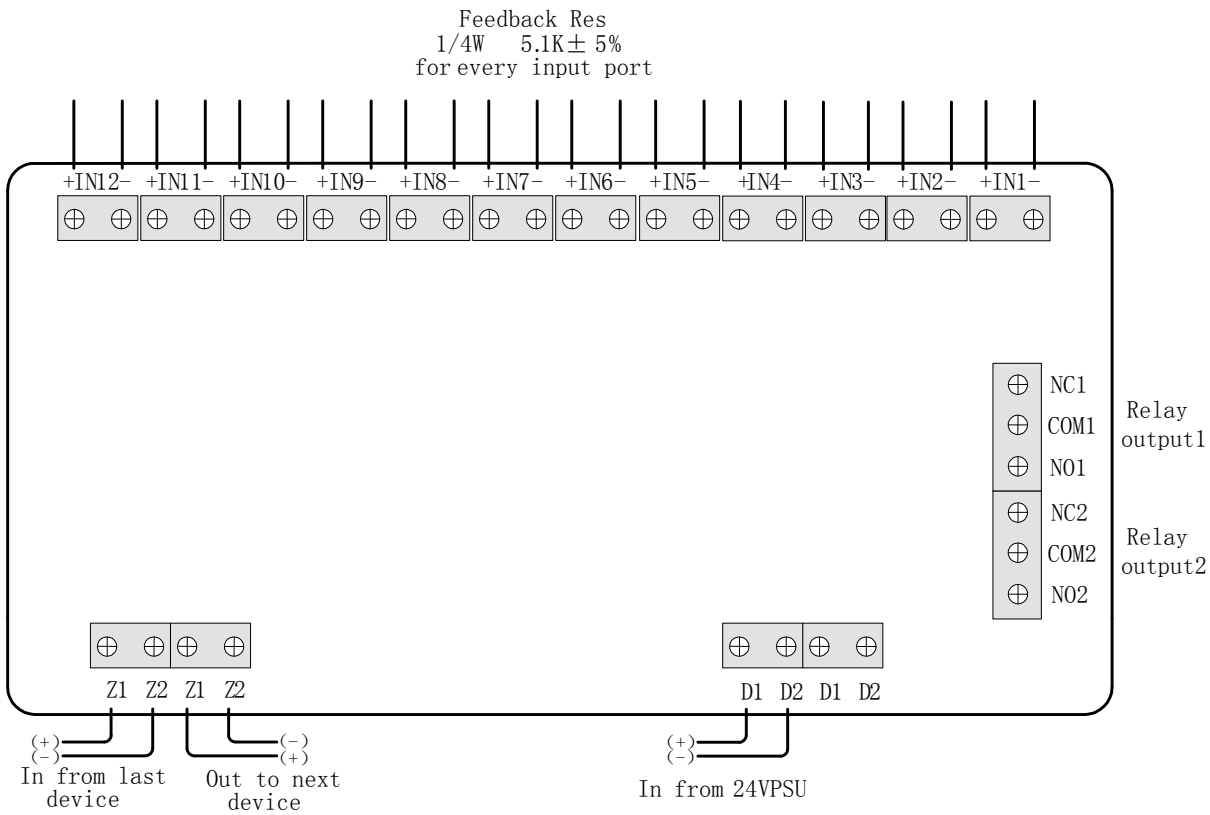 Feedback Res
1/4W 5.1K± 5%
for every input port
+IN12- +IN11- +IN10- +IN9- +IN8- +IN7- +IN6- +IN5- +IN4- +IN3- +IN2- +IN1-
NC1
COM1
NO1
Relay
output1
NC2
COM2
NO2
Relay
output2
Z1 Z2 Z1 Z2
D1 D2 D1 D2
(+)
(-)
In from last
device
(-)
(+)
Out to next
device
(+)
(-)
In from 24VPSU